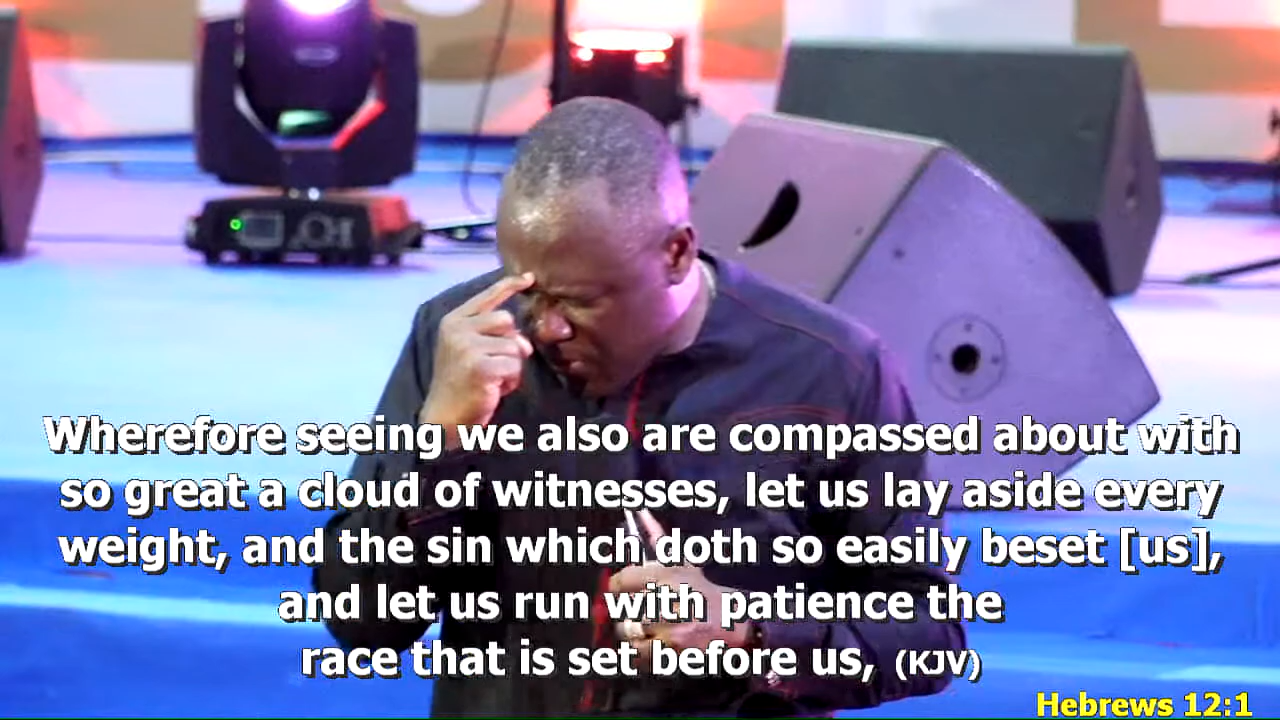 Wherefore seeing we also are compassed about with
so great a cloud of witnesses, let us lay aside every
weight, and the sin which doth so easily beset [us],
and let us run with patience the
race that is set before us, (KJV)
Hebrews 12:1